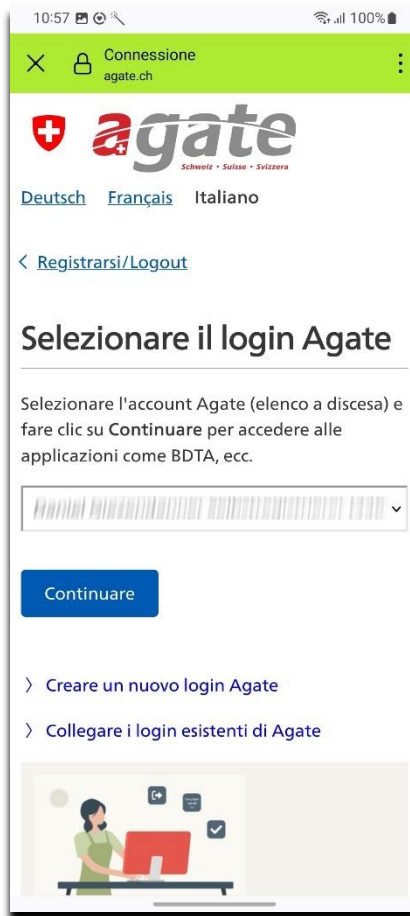 10:57 100%
Connessione
agate.ch
agate
Schweiz • Suisse • Svizzera
Deutsch Français Italiano
Registrarsi/Logout
Selezionare il login Agate
Selezionare l'account Agate (elenco a discesa) e
fare clic su Continuare per accedere alle
applicazioni come BDTA, ecc.
Continuare
Creare un nuovo login Agate
Collegare i login esistenti di Agate